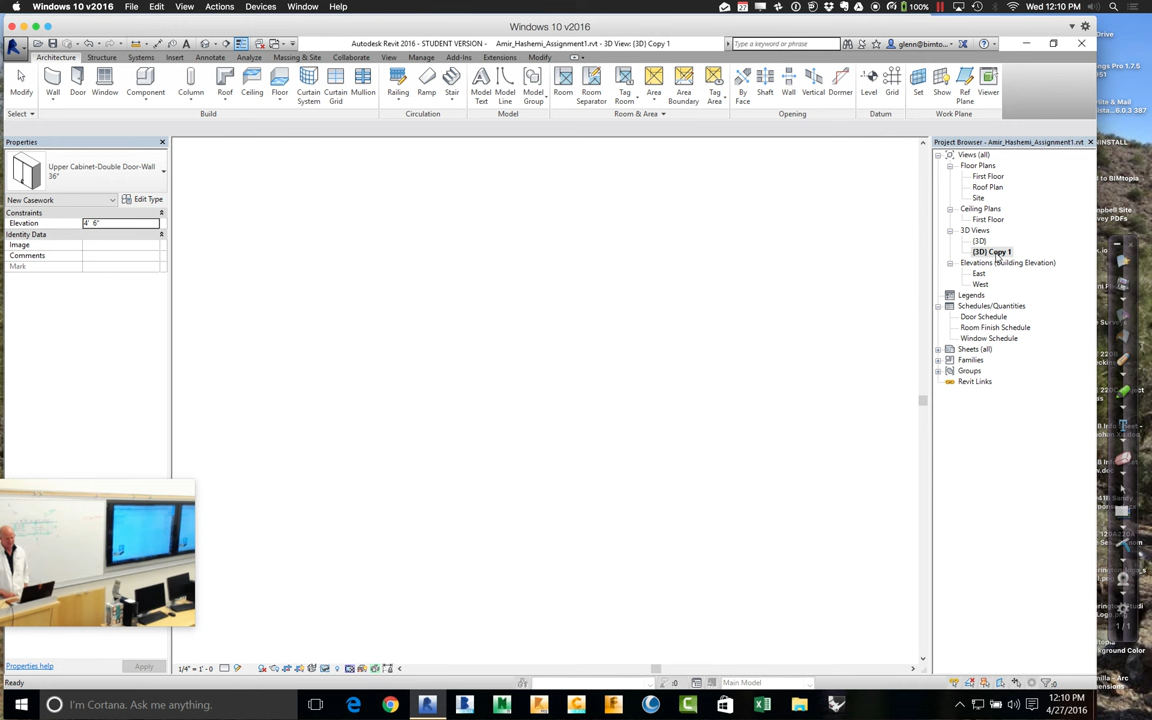 Windows 10 v2016 File Edit View Actions Devices Window Help
100% Wed 12:10 PM
Windows 10 v2016
Autodesk Revit 2016 - STUDENT VERSION - Amir_Hashemi_Assignment1.rvt - 3D View: {3D} Copy 1
Type a keyword or phrase
glenn@bimto...
Architecture Structure Systems Insert Annotate Analyze Massing & Site Collaborate View Manage Add-Ins Extensions Modify
Modify Wall Door Window Component Column Roof Ceiling Floor Curtain System Curtain Grid Mullion Railing Ramp Stair Model Text Model Line Model Group Room Room Separator Tag Room Area Area Boundary Tag Area By Face Shaft Wall Vertical Dormer Level Grid Set Show Ref Plane Viewer
Select Build Circulation Model Room & Area Opening Datum Work Plane
Properties
Upper Cabinet-Double Door-Wall
36"
New Casework Edit Type
Constraints
Elevation 4' 6"
Identity Data
Image
Comments
Mark
Properties help Apply
Project Browser - Amir_Hashemi_Assignment1.rvt
Views (all)
Floor Plans
First Floor
Roof Plan
Site
Ceiling Plans
First Floor
3D Views
{3D}
{3D} Copy 1
Elevations (Building Elevation)
East
West
Legends
Schedules/Quantities
Door Schedule
Room Finish Schedule
Window Schedule
Sheets (all)
Families
Groups
Revit Links
1/4" = 1'-0
Ready
:0 Main Model :0
I'm Cortana. Ask me anything.
12:10 PM
4/27/2016
1 / 1